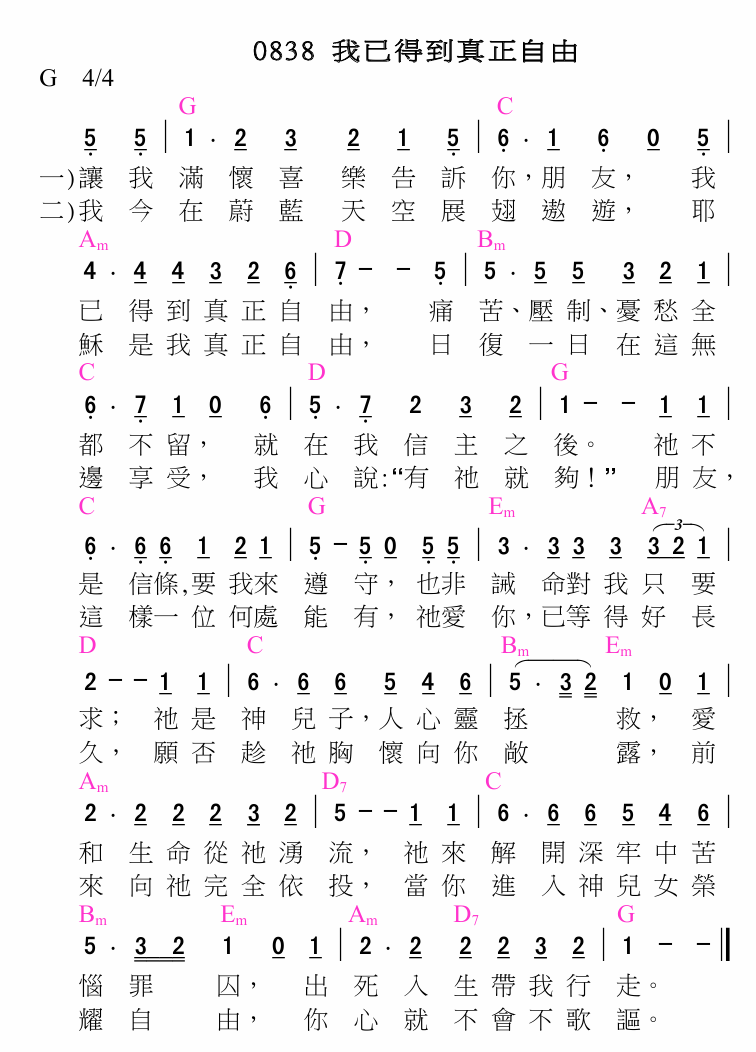 0838 我已得到真正自由
G 4/4
G C
5 5 | 1 · 2 3 2 1 5 | 6 · 1 6 0 5 |
一)讓我滿懷喜樂告訴你，朋友，我
二)我今在蔚藍天空展翅遨遊，耶
Am D Bm
4 · 4 4 3 2 6 | 7 - - 5 | 5 · 5 5 3 2 1 |
已得到真正自由，痛苦、壓制、憂愁全
穌是我真正自由，日復一日在這無
C D G
6 · 7 1 0 6 | 5 · 7 2 3 2 | 1 - - 1 1 |
都不留，就在我信主之後。祂不
邊享受，我心說:“有祂就夠！”朋友，
C G Em A7
6 · 6 6 1 2 1 | 5 - 5 0 5 5 | 3 · 3 3 3 3 2 1 | 3
是信條,要我來遵守，也非誡命對我只要
這樣一位何處能有，祂愛你，已等得好長
D C Bm Em
2 - - 1 1 | 6 · 6 6 5 4 6 | 5 · 3 2 1 0 1 |
求；祂是神兒子，人心靈拯救，愛
久，願否趁祂胸懷向你敞露，前
Am D7 C
2 · 2 2 2 3 2 | 5 - - 1 1 | 6 · 6 6 5 4 6 |
和生命從祂湧流，祂來解開深牢中苦
來向祂完全依投，當你進入神兒女榮
Bm Em Am D7 G
5 · 3 2 1 0 1 | 2 · 2 2 2 3 2 | 1 - - ‖
惱罪囚，出死入生帶我行走。
耀自由，你心就不會不歌謳。